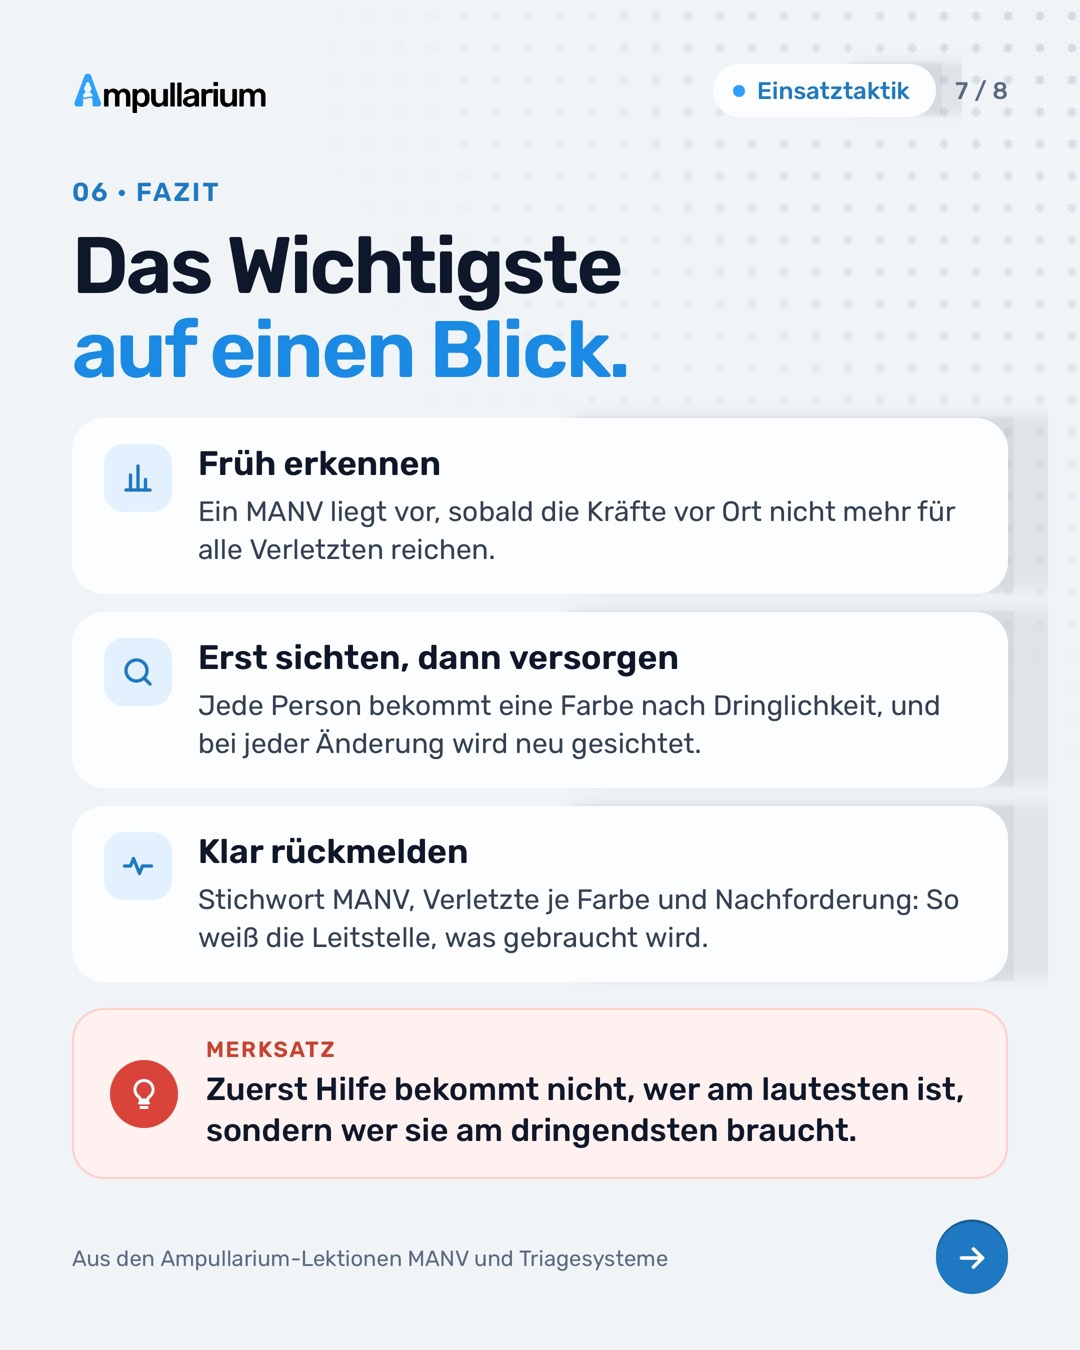 Ampullarium
Einsatztaktik
7 / 8
06 • FAZIT
Das Wichtigste
auf einen Blick.
Früh erkennen
Ein MANV liegt vor, sobald die Kräfte vor Ort nicht mehr für
alle Verletzten reichen.
Erst sichten, dann versorgen
Jede Person bekommt eine Farbe nach Dringlichkeit, und
bei jeder Änderung wird neu gesichtet.
Klar rückmelden
Stichwort MANV, Verletzte je Farbe und Nachforderung: So
weiß die Leitstelle, was gebraucht wird.
MERKSATZ
Zuerst Hilfe bekommt nicht, wer am lautesten ist,
sondern wer sie am dringendsten braucht.
Aus den Ampullarium-Lektionen MANV und Triagesysteme